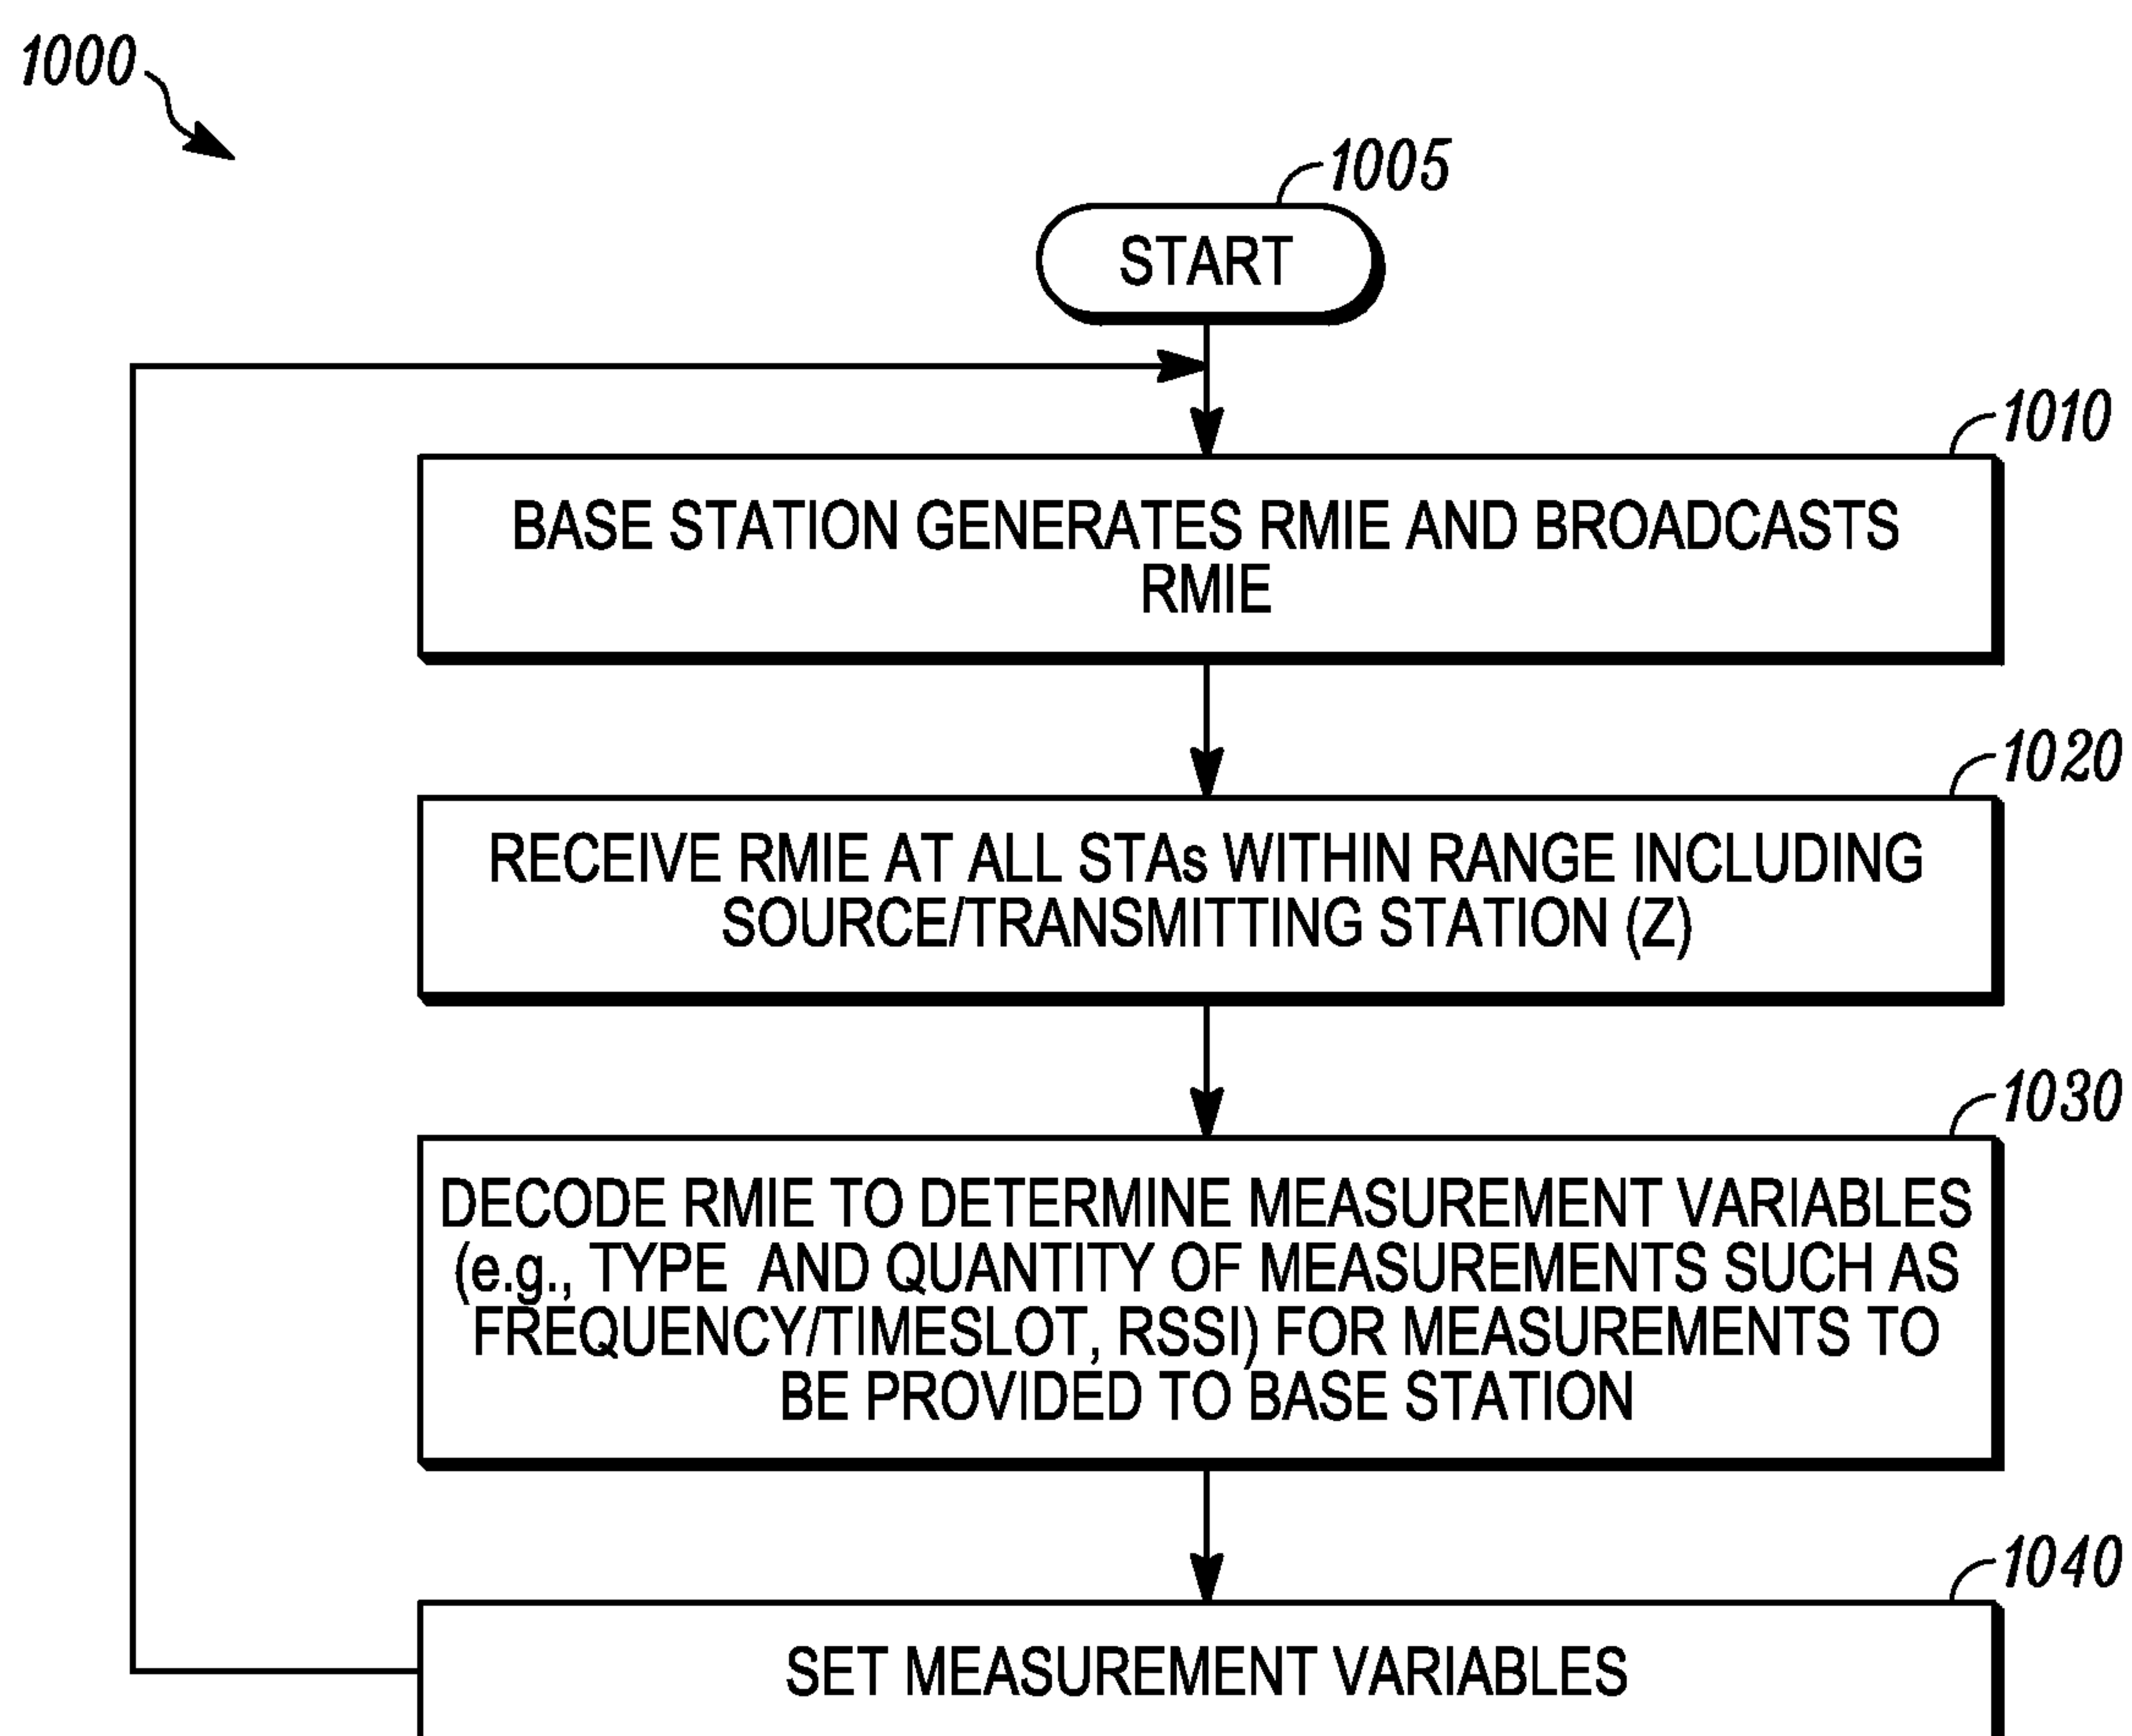 1000
1005
START
1010
BASE STATION GENERATES RMIE AND BROADCASTS
RMIE
1020
RECEIVE RMIE AT ALL STAs WITHIN RANGE INCLUDING
SOURCE/TRANSMITTING STATION (Z)
1030
DECODE RMIE TO DETERMINE MEASUREMENT VARIABLES
(e.g., TYPE AND QUANTITY OF MEASUREMENTS SUCH AS
FREQUENCY/TIMESLOT, RSSI) FOR MEASUREMENTS TO
BE PROVIDED TO BASE STATION
1040
SET MEASUREMENT VARIABLES